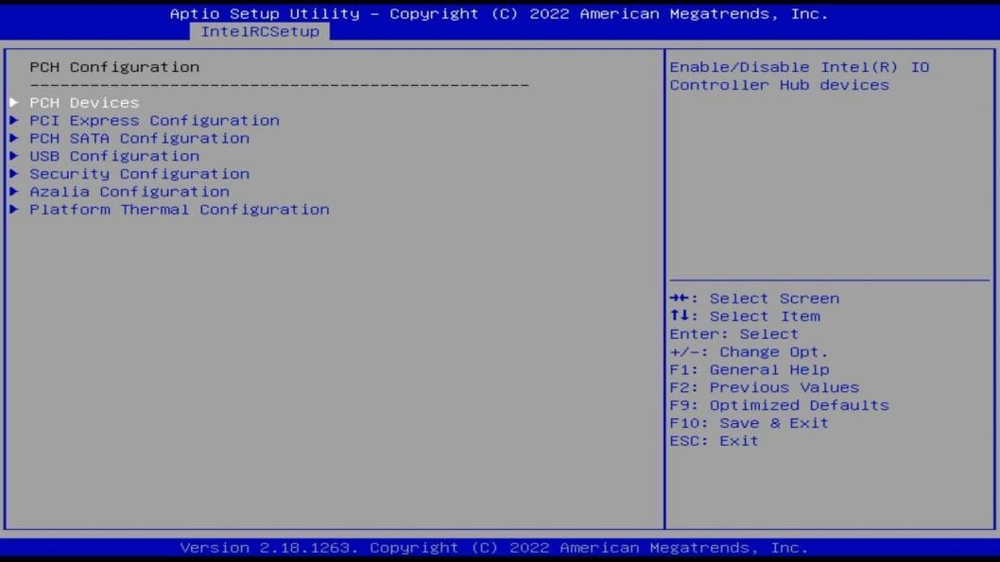 Aptio Setup Utility – Copyright (C) 2022 American Megatrends, Inc.
IntelRCSetup
PCH Configuration
--------------------------------------------------
PCH Devices
PCI Express Configuration
PCH SATA Configuration
USB Configuration
Security Configuration
Azalia Configuration
Platform Thermal Configuration
Enable/Disable Intel(R) IO
Controller Hub devices
→←: Select Screen
↑↓: Select Item
Enter: Select
+/-: Change Opt.
F1: General Help
F2: Previous Values
F9: Optimized Defaults
F10: Save & Exit
ESC: Exit
Version 2.18.1263. Copyright (C) 2022 American Megatrends, Inc.